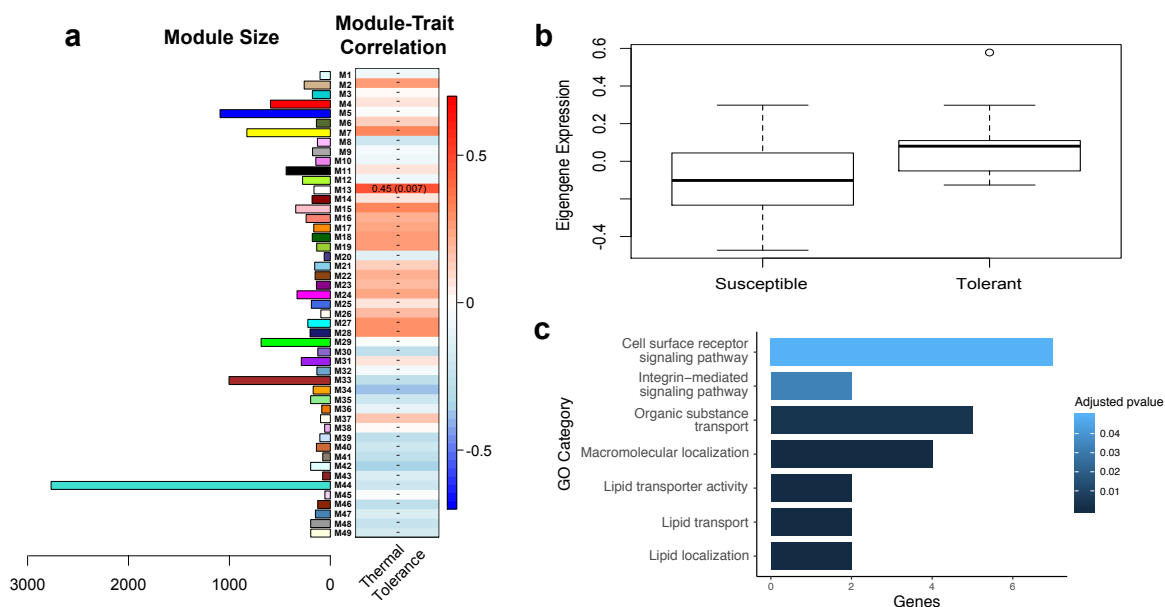 a
Module Size
Module-Trait
Correlation
M1 -
M2 -
M3 -
M4 -
M5 -
M6 -
M7 -
M8 -
M9 -
M10 -
M11 -
M12 -
M13 0.45 (0.007)
M14 -
M15 -
M16 -
M17 -
M18 -
M19 -
M20 -
M21 -
M22 -
M23 -
M24 -
M25 -
M26 -
M27 -
M28 -
M29 -
M30 -
M31 -
M32 -
M33 -
M34 -
M35 -
M36 -
M37 -
M38 -
M39 -
M40 -
M41 -
M42 -
M43 -
M44 -
M45 -
M46 -
M47 -
M48 -
M49 -
0.5
0
-0.5
3000 2000 1000 0
Thermal
Tolerance
b
Eigengene Expression
0.6
0.2
0.0
-0.4
Susceptible Tolerant
c
GO Category
Cell surface receptor
signaling pathway
Integrin-mediated
signaling pathway
Organic substance
transport
Macromolecular localization
Lipid transporter activity
Lipid transport
Lipid localization
0 2 4 6
Genes
Adjusted pvalue
0.04
0.03
0.02
0.01